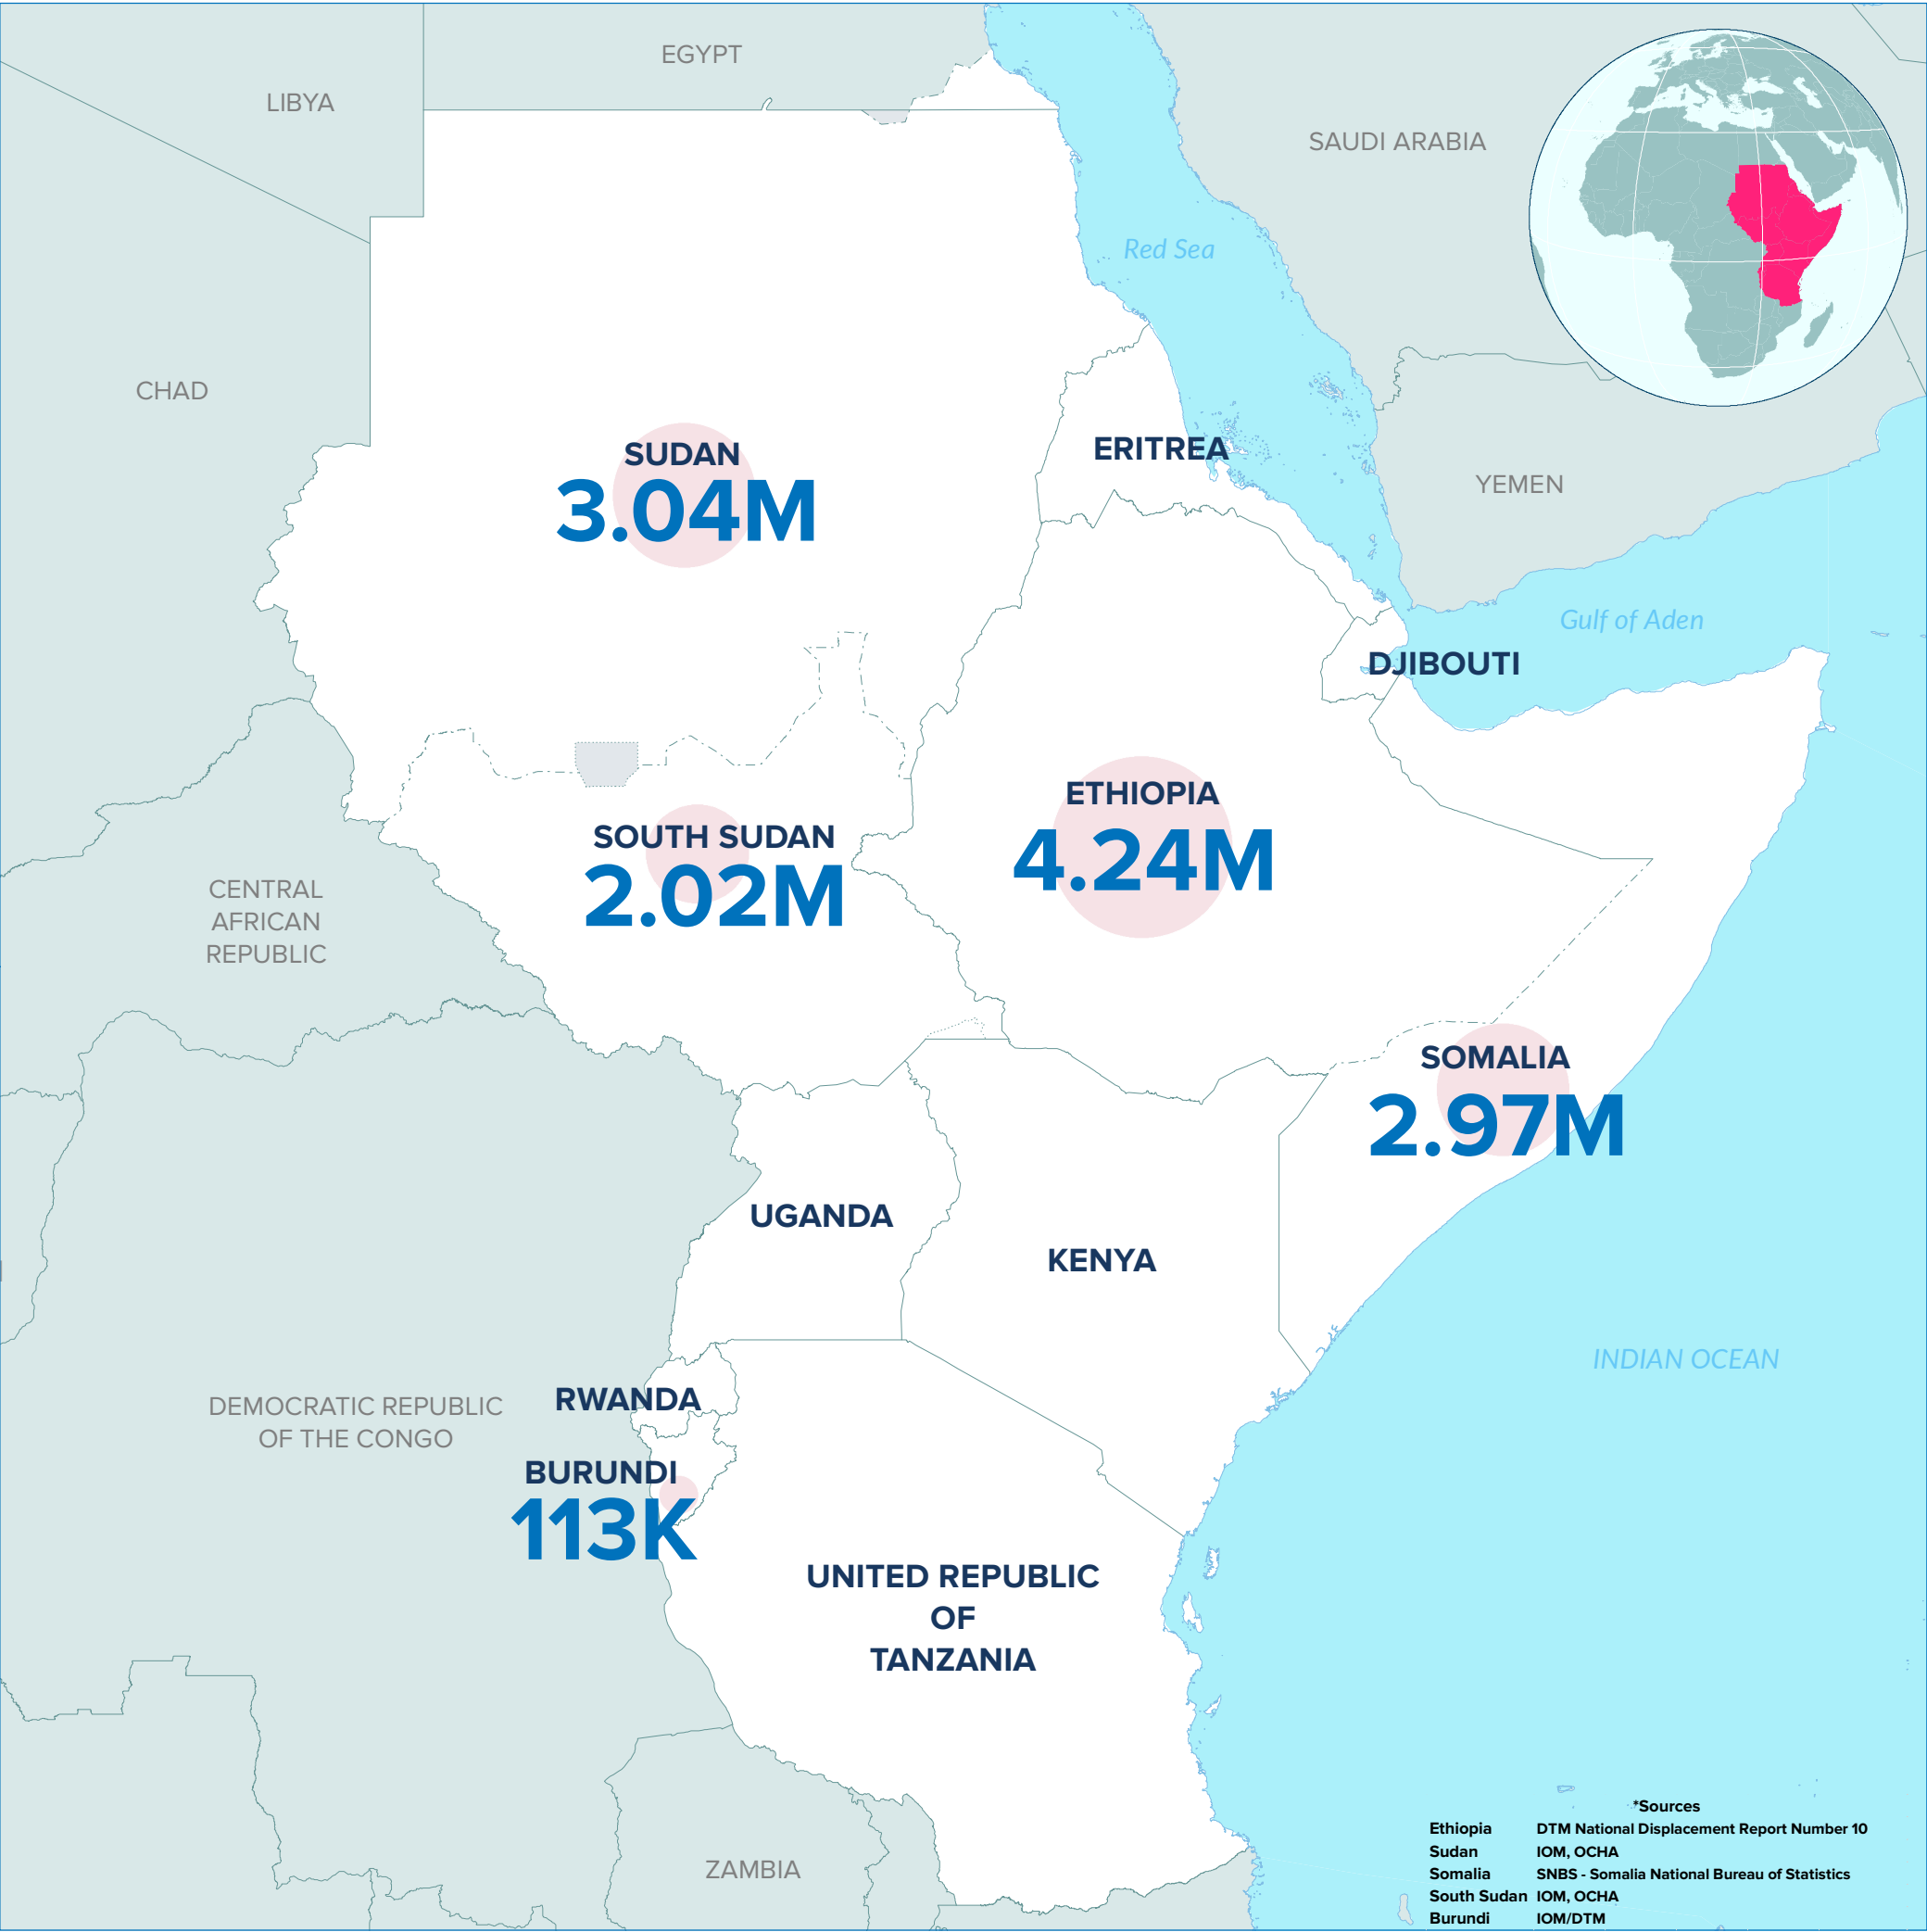 EGYPT
LIBYA
SAUDI ARABIA
Red Sea
CHAD
SUDAN
3.04M
ERITREA
YEMEN
Gulf of Aden
DJIBOUTI
ETHIOPIA
4.24M
SOUTH SUDAN
2.02M
CENTRAL
AFRICAN
REPUBLIC
SOMALIA
2.97M
UGANDA
KENYA
INDIAN OCEAN
RWANDA
DEMOCRATIC REPUBLIC
OF THE CONGO
BURUNDI
113K
UNITED REPUBLIC
OF
TANZANIA
ZAMBIA
*Sources
Ethiopia DTM National Displacement Report Number 10
Sudan IOM, OCHA
Somalia SNBS - Somalia National Bureau of Statistics
South Sudan IOM, OCHA
Burundi IOM/DTM